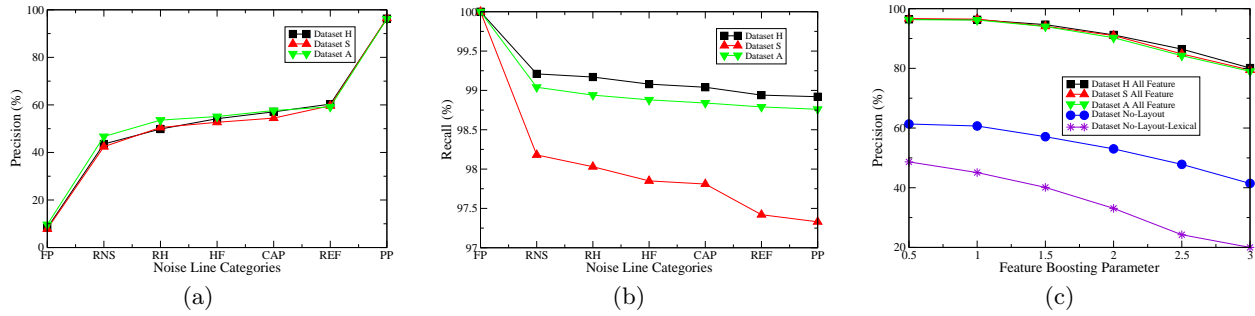 100
80
60
40
20
0
Precision (%)
Dataset H
Dataset S
Dataset A
FP RNS RH HF CAP REF PP
Noise Line Categories
(a)
100
99.5
99
98.5
98
97.5
97
Recall (%)
Dataset H
Dataset S
Dataset A
FP RNS RH HF CAP REF PP
Noise Line Categories
(b)
100
80
60
40
20
Precision (%)
Dataset H All Feature
Dataset S All Feature
Dataset A All Feature
Dataset No-Layout
Dataset No-Layout-Lexical
0.5 1 1.5 2 2.5 3
Feature Boosting Parameter
(c)